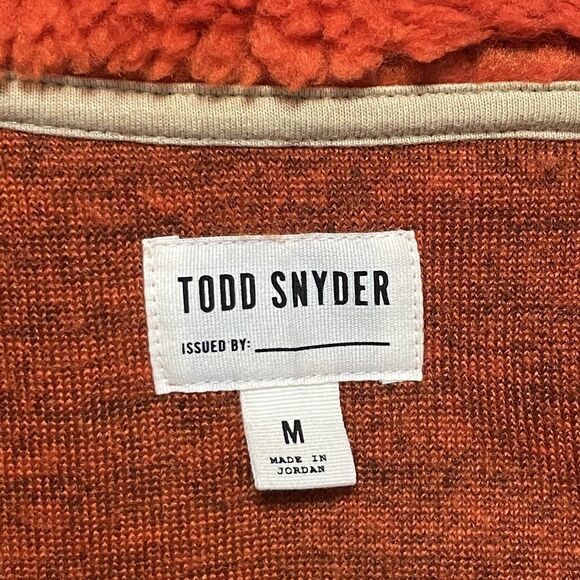 TODD SNYDER
ISSUED BY:
M
MADE IN
JORDAN